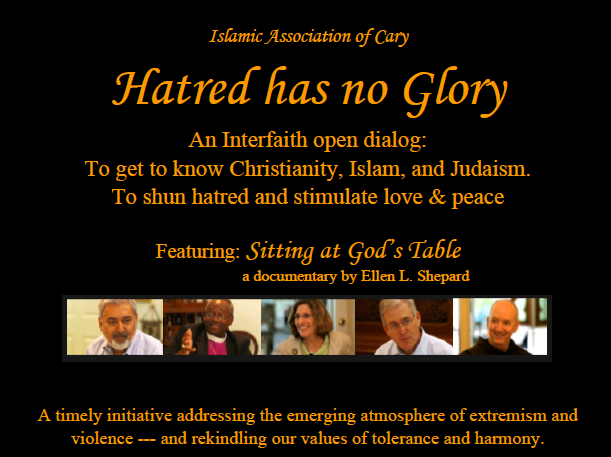 Islamic Association of Cary
Hatred has no Glory
An Interfaith open dialog:
To get to know Christianity, Islam, and Judaism.
To shun hatred and stimulate love & peace
Featuring: Sitting at God's Table
a documentary by Ellen L. Shepard
A timely initiative addressing the emerging atmosphere of extremism and
violence --- and rekindling our values of tolerance and harmony.